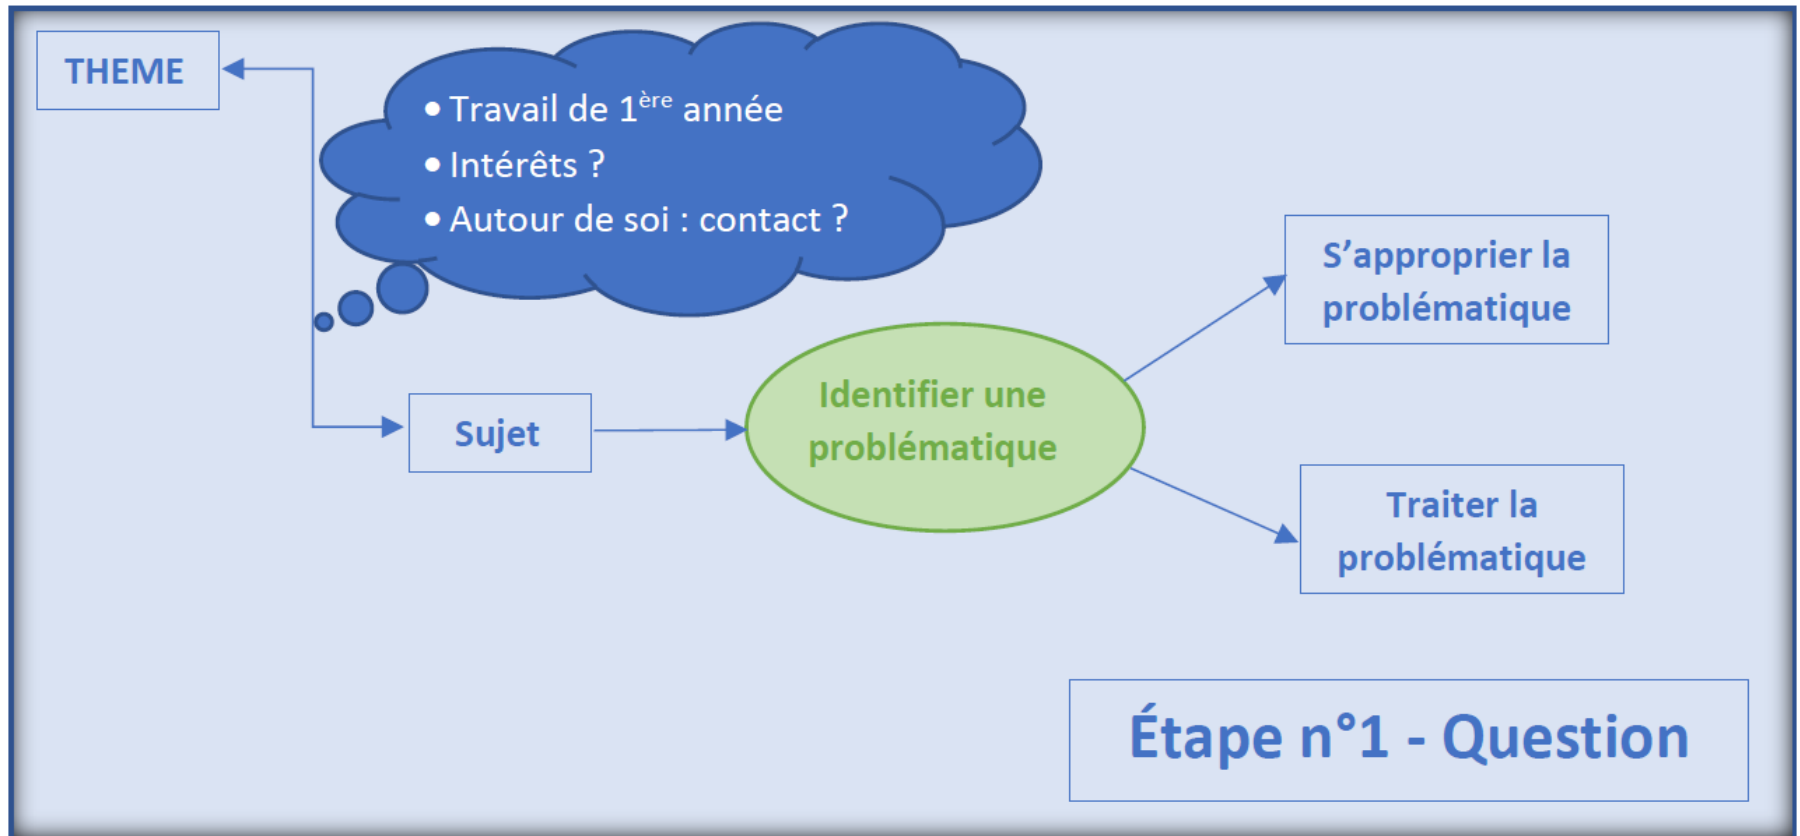 THEME
• Travail de 1ère année
• Intérêts ?
• Autour de soi : contact ?
S’approprier la
problématique
Identifier une
problématique
Sujet
Traiter la
problématique
Étape n°1 - Question